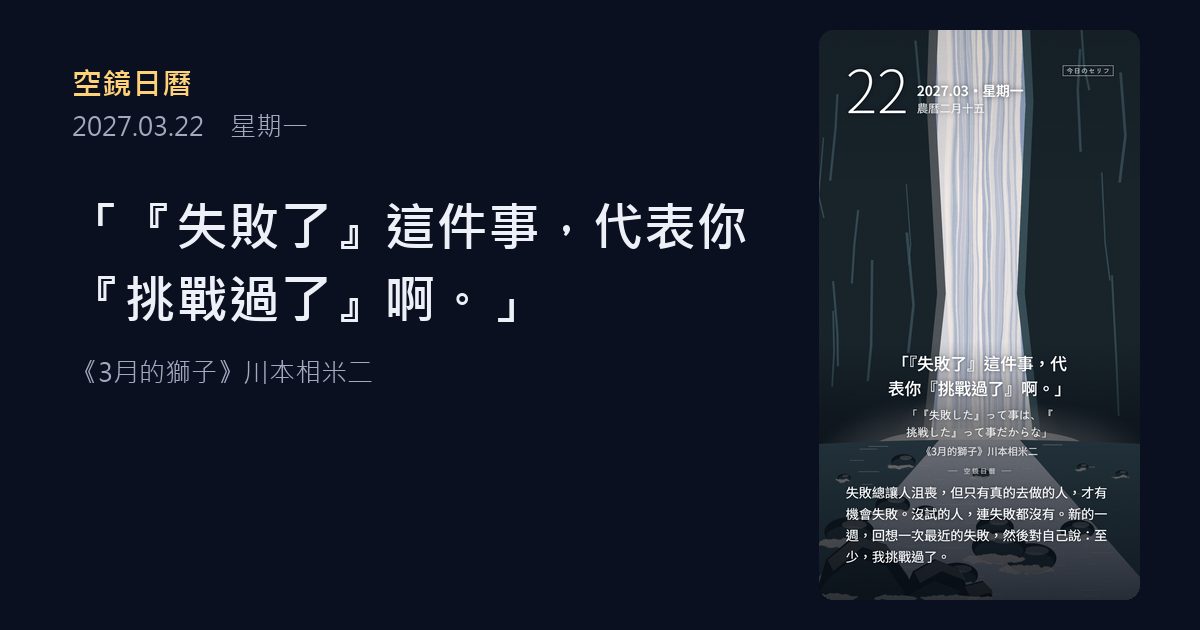 空鏡日曆
2027.03.22　星期一
「『失敗了』這件事，代表你
『挑戰過了』啊。」
《3月的獅子》川本相米二
22
2027.03・星期一
農曆二月十五
今日のセリフ
「『失敗了』這件事，代
表你『挑戰過了』啊。」
「『失敗した』って事は、『
挑戦した』って事だからな」
《3月的獅子》川本相米二
— 空鏡日曆 —
失敗總讓人沮喪，但只有真的去做的人，才有
機會失敗。沒試的人，連失敗都沒有。新的一
週，回想一次最近的失敗，然後對自己說：至
少，我挑戰過了。